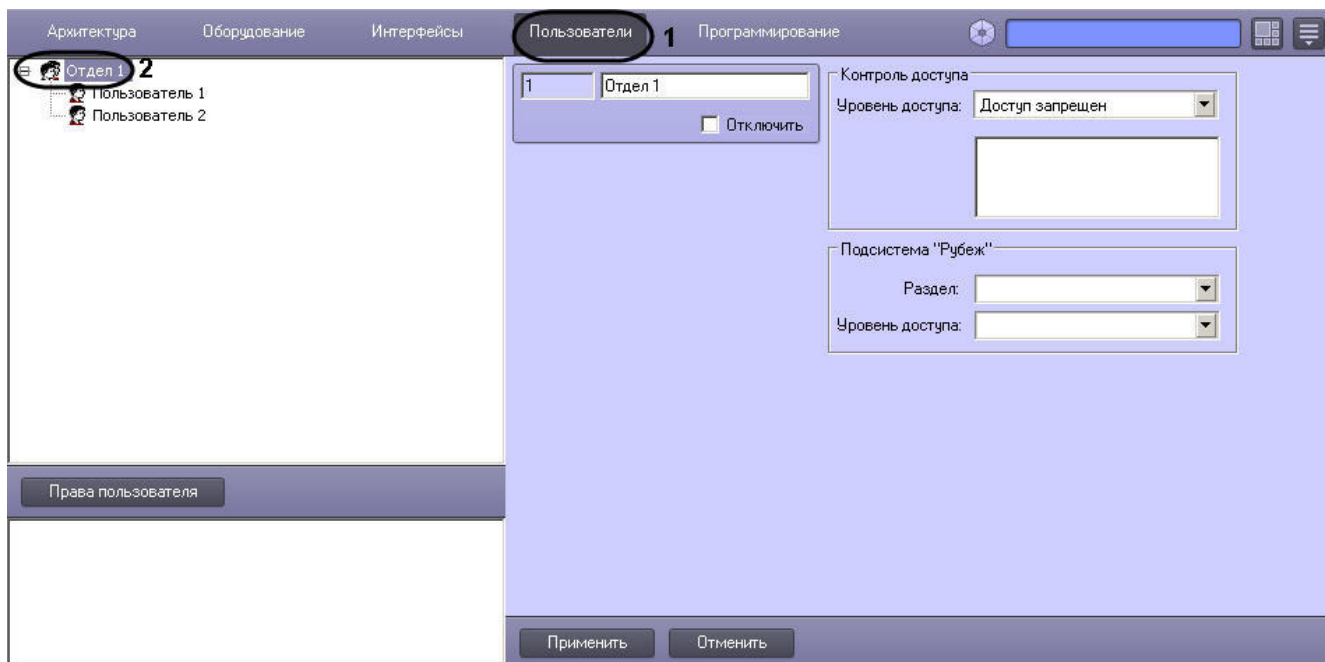 Архитектура Оборудование Интерфейсы Пользователи 1 Программирование
Отдел 1 2
Пользователь 1
Пользователь 2
Права пользователя
1 Отдел 1
Отключить
Контроль доступа
Уровень доступа: Доступ запрещен
Подсистема "Рубеж"
Раздел:
Уровень доступа:
Применить Отменить